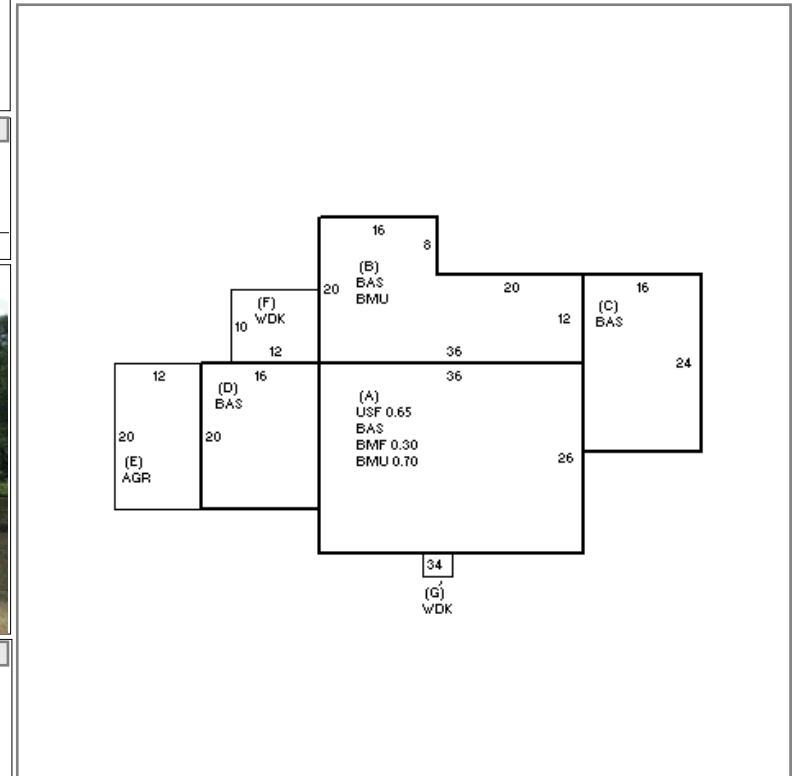 16
8
(B)
BAS
BMU
20
20
12
36
(F)
WDK
10
12
16
(C)
BAS
24
12
20
(E)
AGR
16
(D)
BAS
20
36
(A)
USF 0.65
BAS
BMF 0.30
BMU 0.70
26
34
(G)
WDK